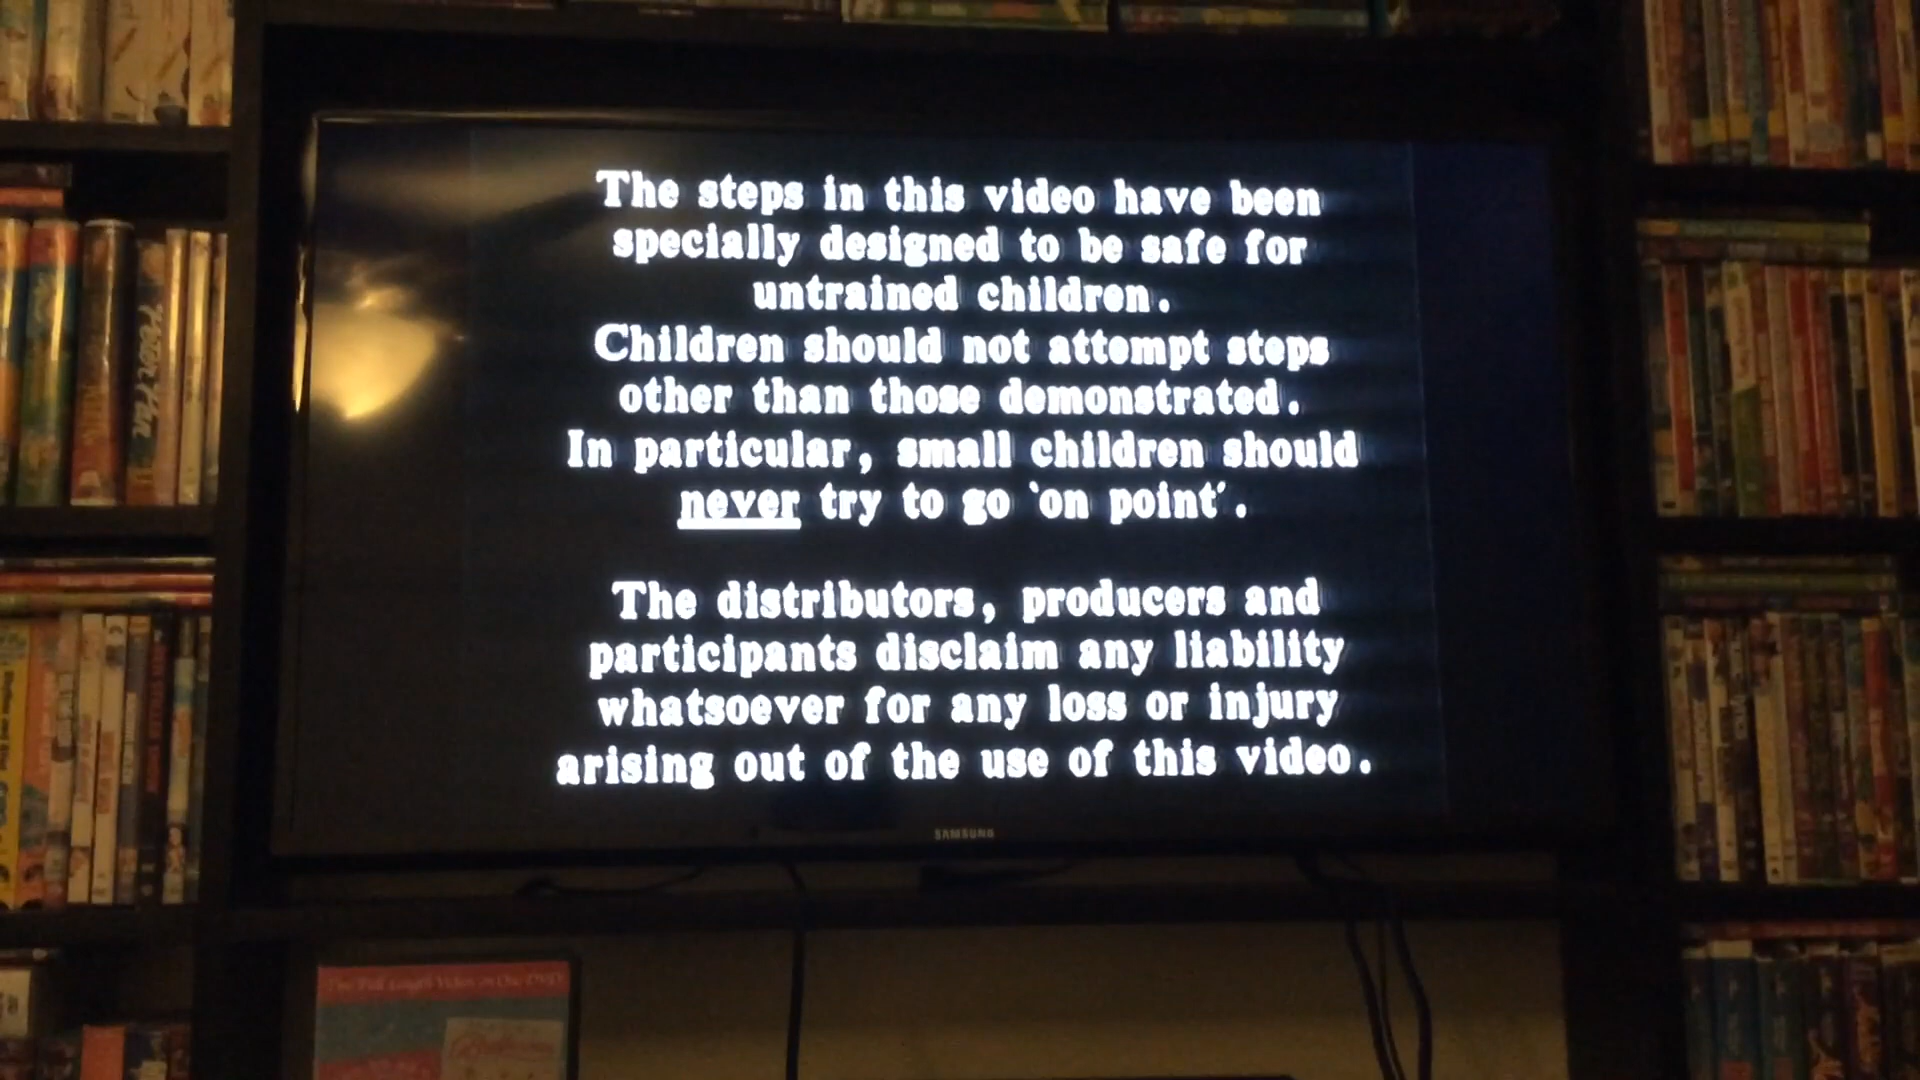 The steps in this video have been
specially designed to be safe for
untrained children.
Children should not attempt steps
other than those demonstrated.
In particular, small children should
never try to go 'on point'.
The distributors, producers and
participants disclaim any liability
whatsoever for any loss or injury
arising out of the use of this video.
SAMSUNG